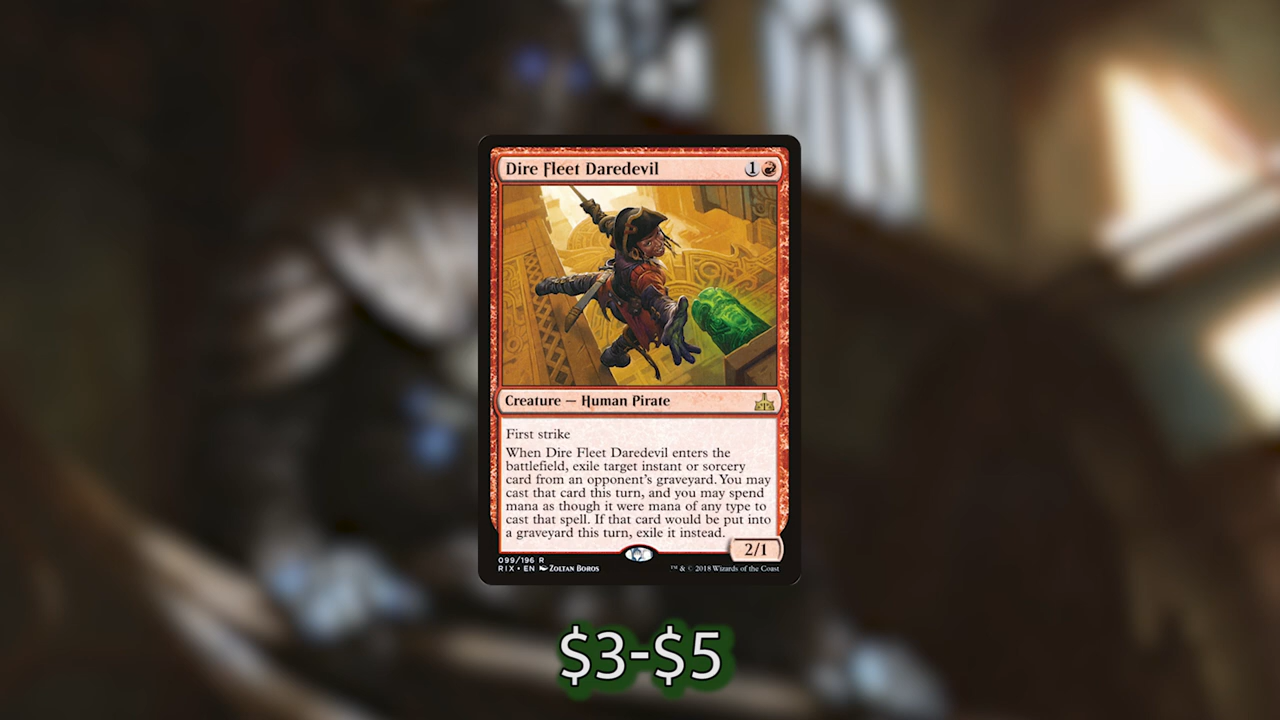 Dire Fleet Daredevil 1
Creature — Human Pirate
First strike
When Dire Fleet Daredevil enters the
battlefield, exile target instant or sorcery
card from an opponent's graveyard. You may
cast that card this turn, and you may spend
mana as though it were mana of any type to
cast that spell. If that card would be put into
a graveyard this turn, exile it instead.
2/1
099/196 R
RIX • EN Zoltan Boros
™ & © 2018 Wizards of the Coast
$3-$5